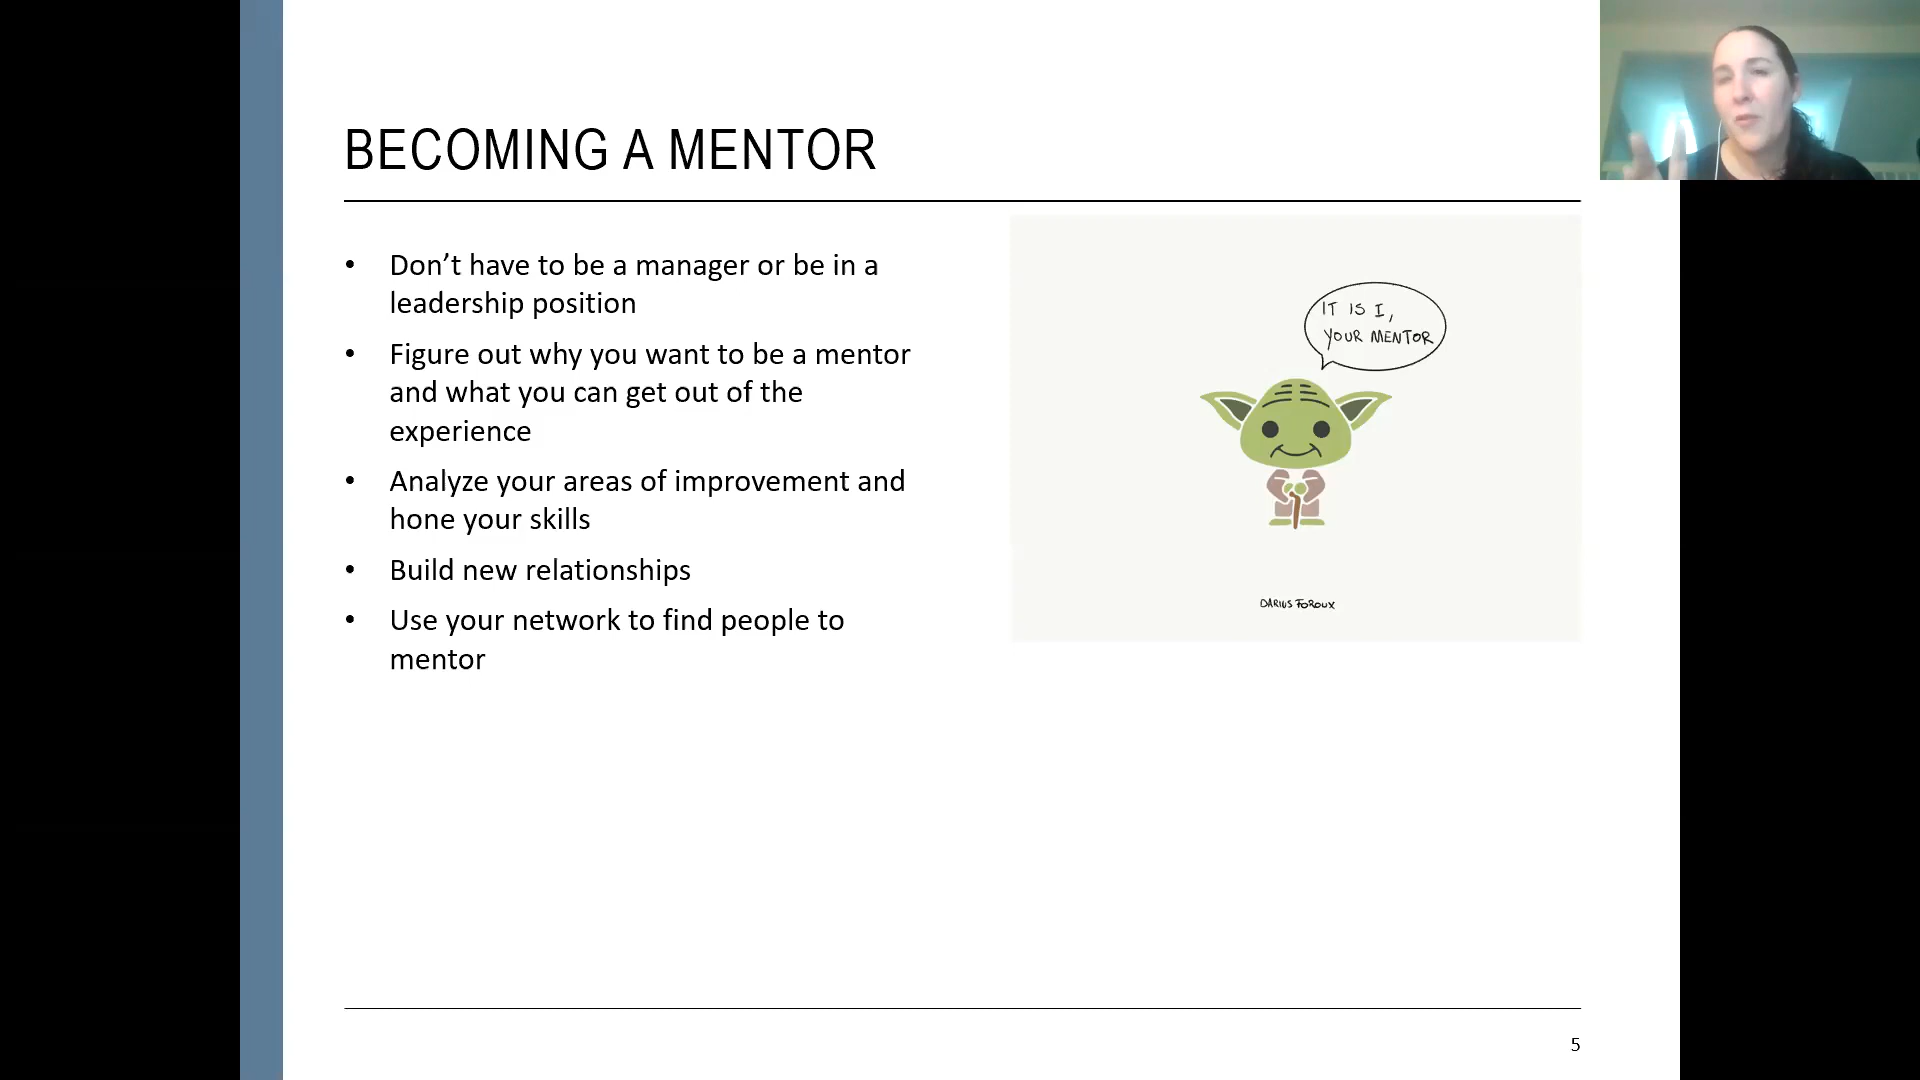 BECOMING A MENTOR
• Don’t have to be a manager or be in a
leadership position
• Figure out why you want to be a mentor
and what you can get out of the
experience
• Analyze your areas of improvement and
hone your skills
• Build new relationships
• Use your network to find people to
mentor
IT IS I,
YOUR MENTOR
DARIUS FOROUX
5